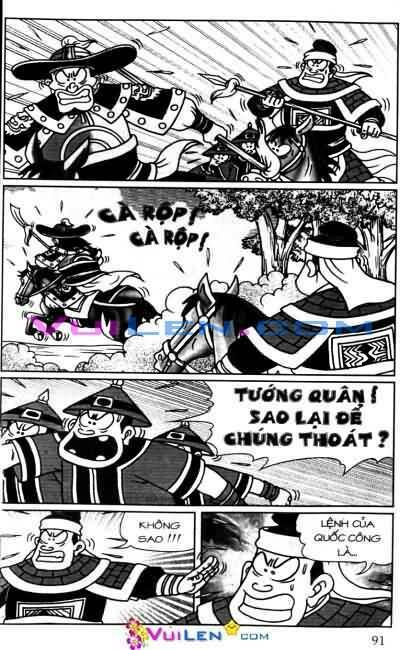 CÀ RỘP!
CÀ RỘP!
VUILEN.COM
TƯỚNG QUÂN!
SAO LẠI ĐỂ
CHÚNG THOÁT?
KHÔNG
SAO!!!
LỆNH CỦA
QUỐC CÔNG
LÀ...
91
VUILEN.COM